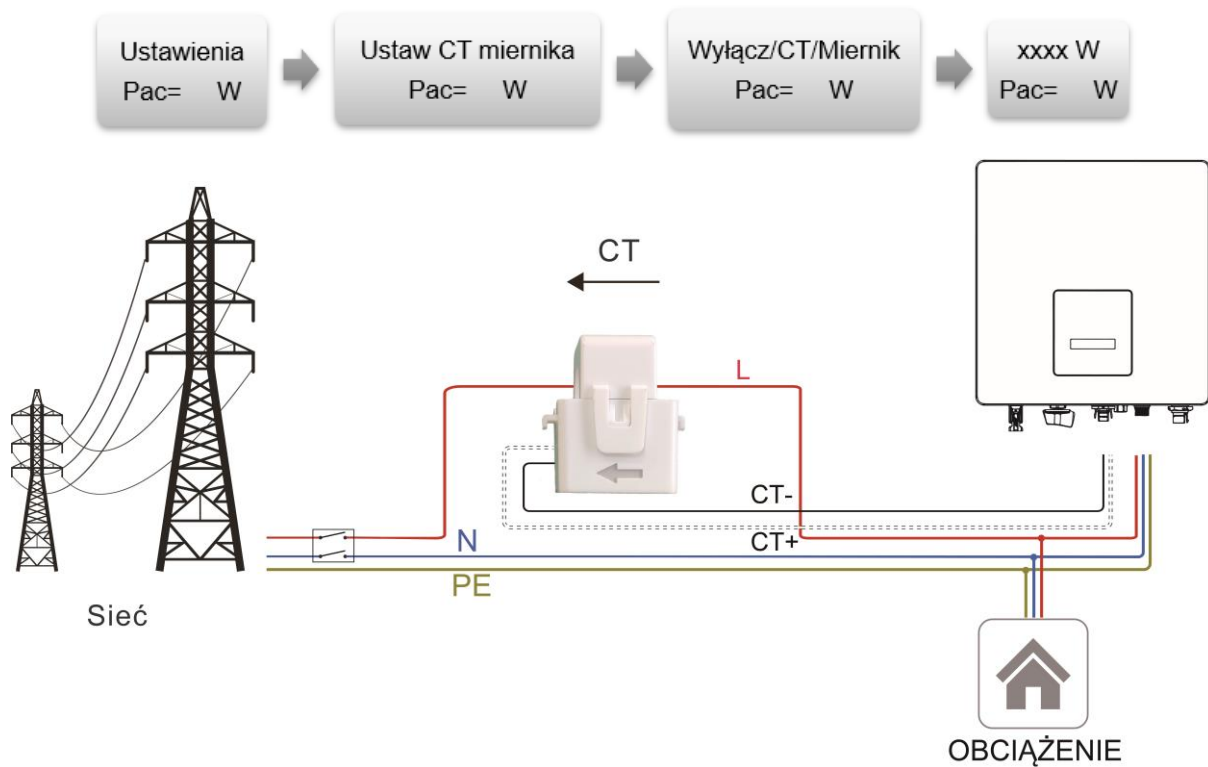 Ustawienia
Pac= W
Ustaw CT miernika
Pac= W
Wyłącz/CT/Miernik
Pac= W
xxxx W
Pac= W
CT
L
CT-
N
CT+
PE
Sieć
OBCIĄŻENIE